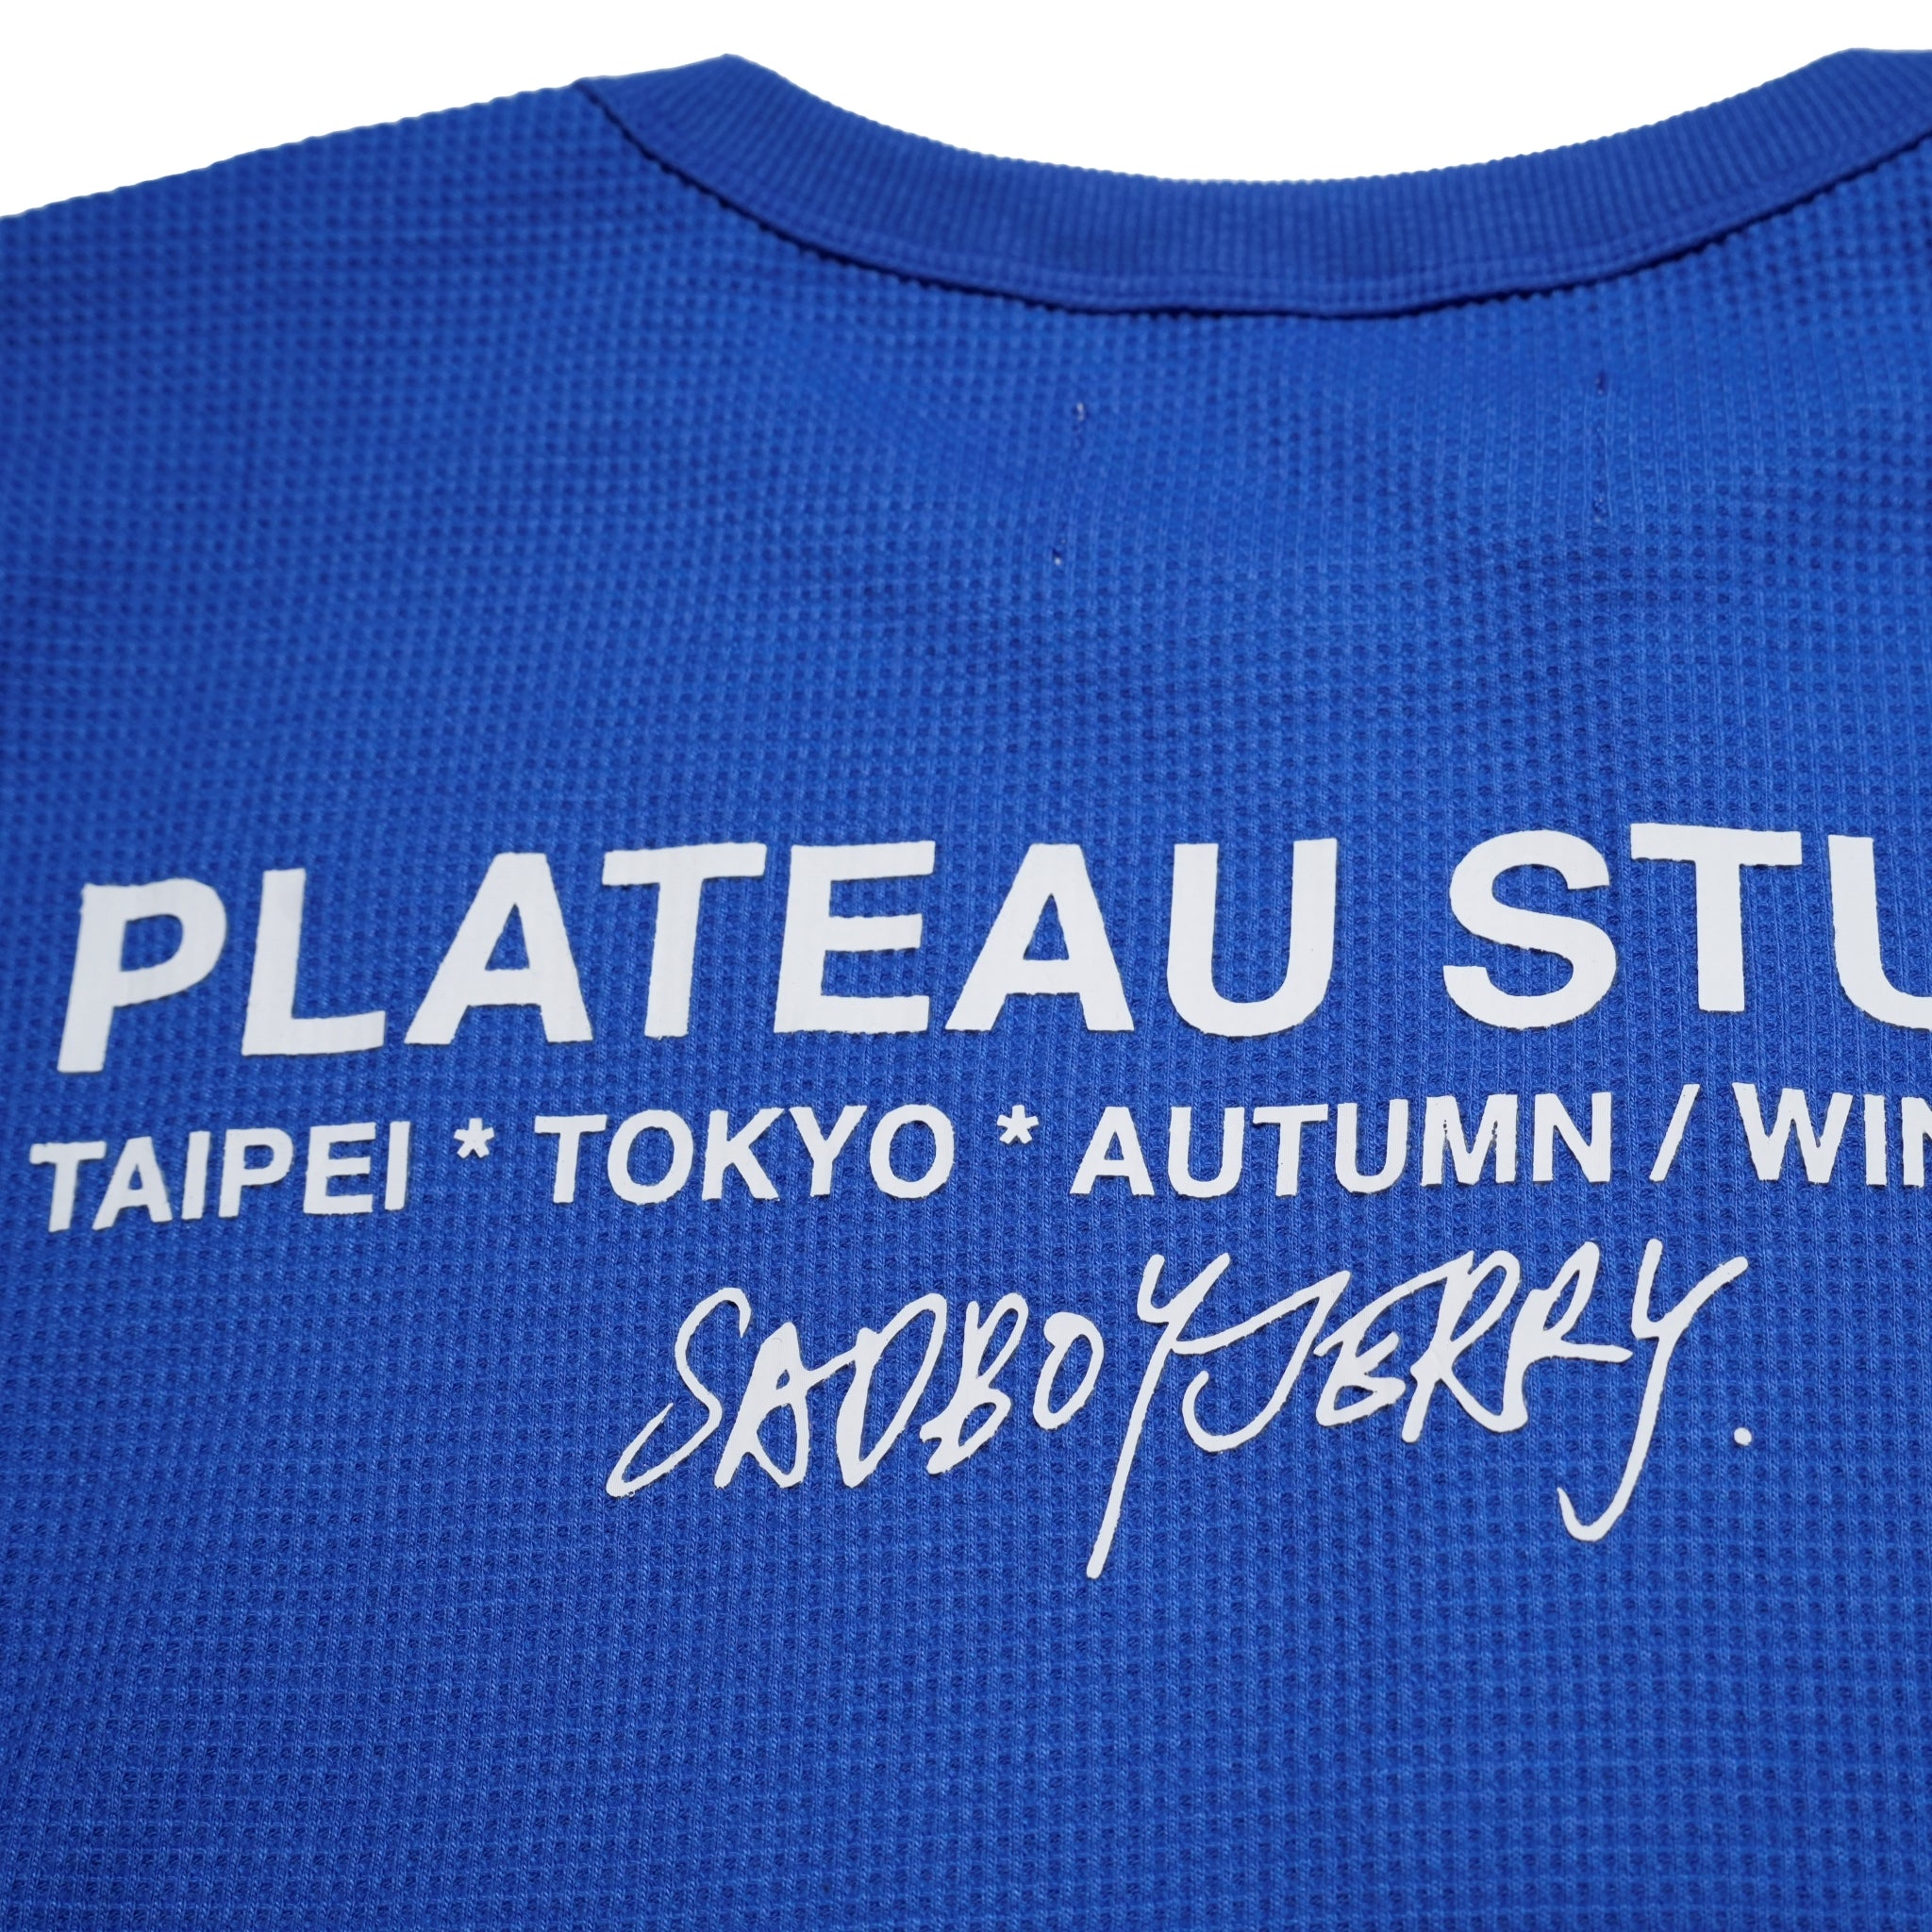 PLATEAU STU
TAIPEI * TOKYO * AUTUMN / WIN
SADBOYJERRY.